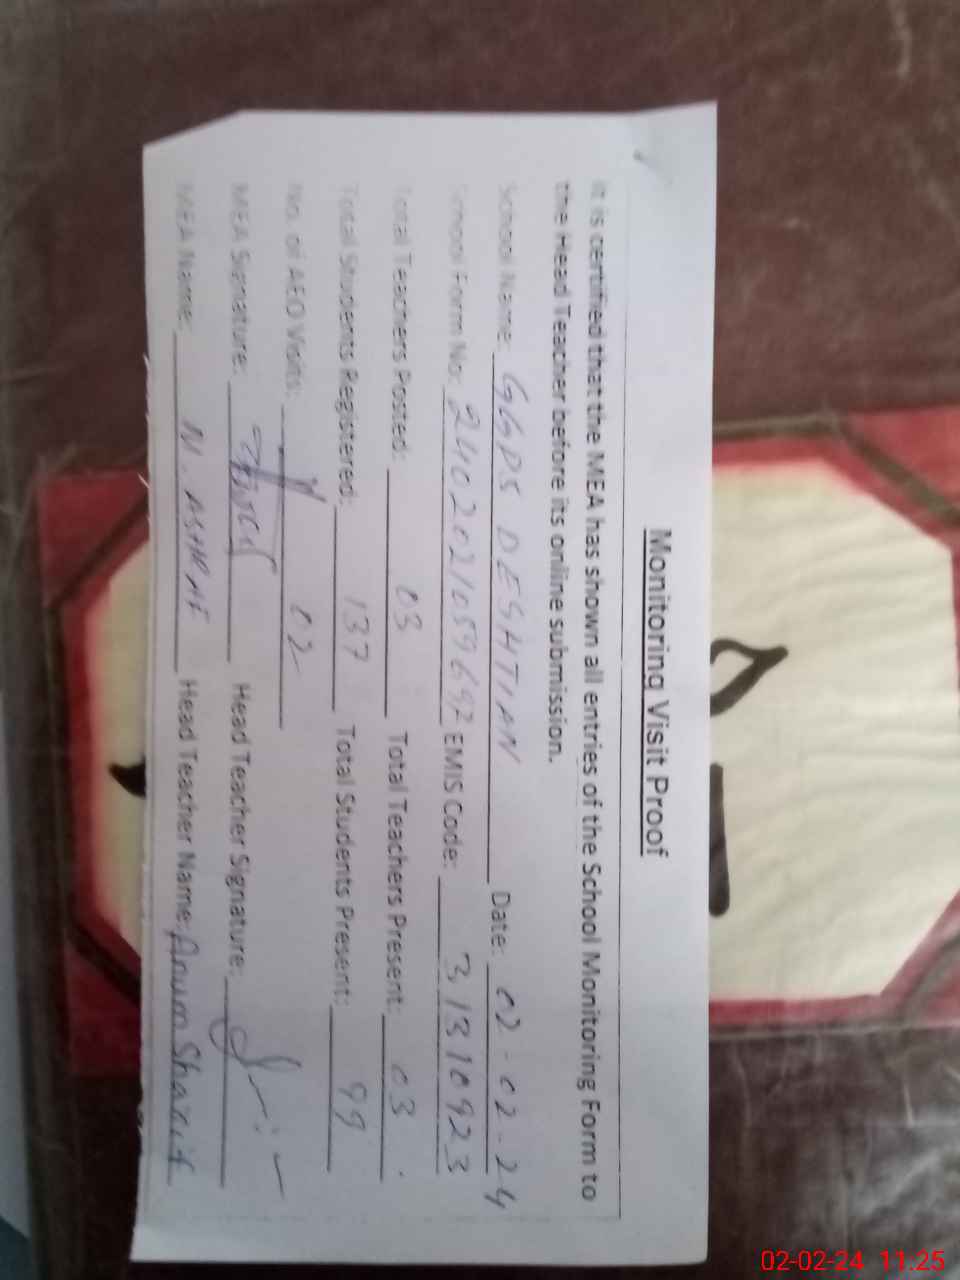 Monitoring Visit Proof
It is certified that the MEA has shown all entries of the School Monitoring Form to
the Head Teacher before its online submission.
School Name: GGPS DESHTIAN Date: 02-02-24
School Form No: 2402021059692 EMIS Code: 31310923
Total Teachers Posted: 03 Total Teachers Present: 03
Total Students Registered: 137 Total Students Present: 99
No. of AEO Visits: 02
MEA Signature: Head Teacher Signature:
MEA Name: M. ASHRAF Head Teacher Name: Anum Sharif
02-02-24 11:25